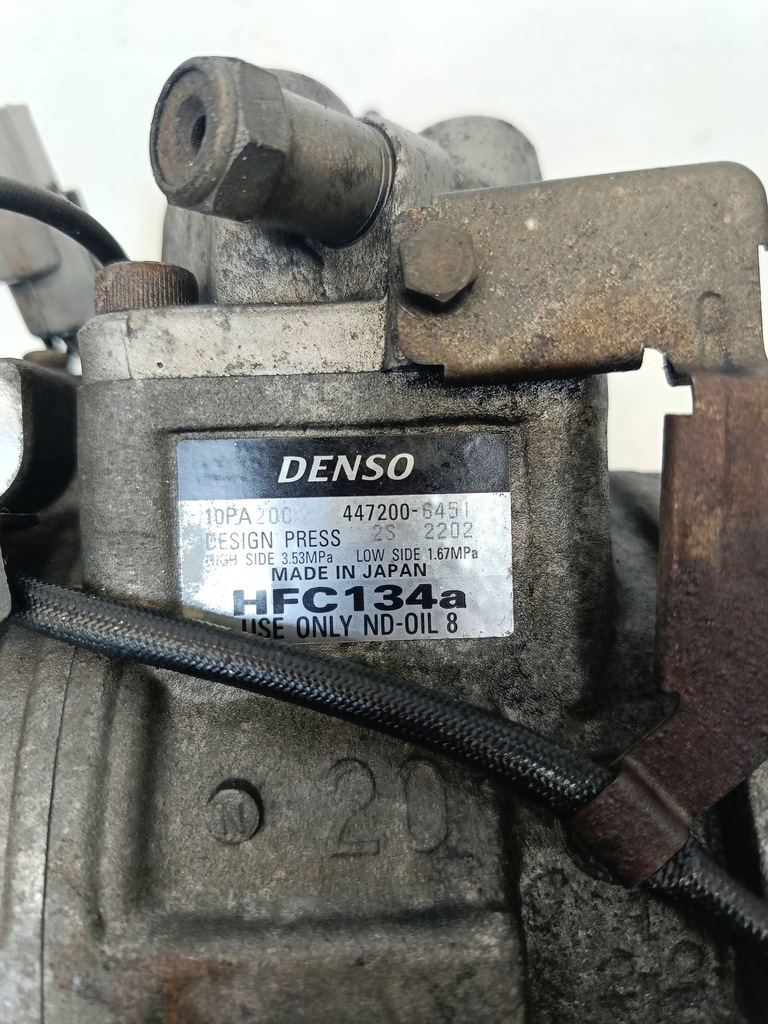 DENSO
10PA20C 447200-6451
DESIGN PRESS 2S 2202
HIGH SIDE 3.53MPa LOW SIDE 1.67MPa
MADE IN JAPAN
HFC134a
USE ONLY ND-OIL 8
N 20